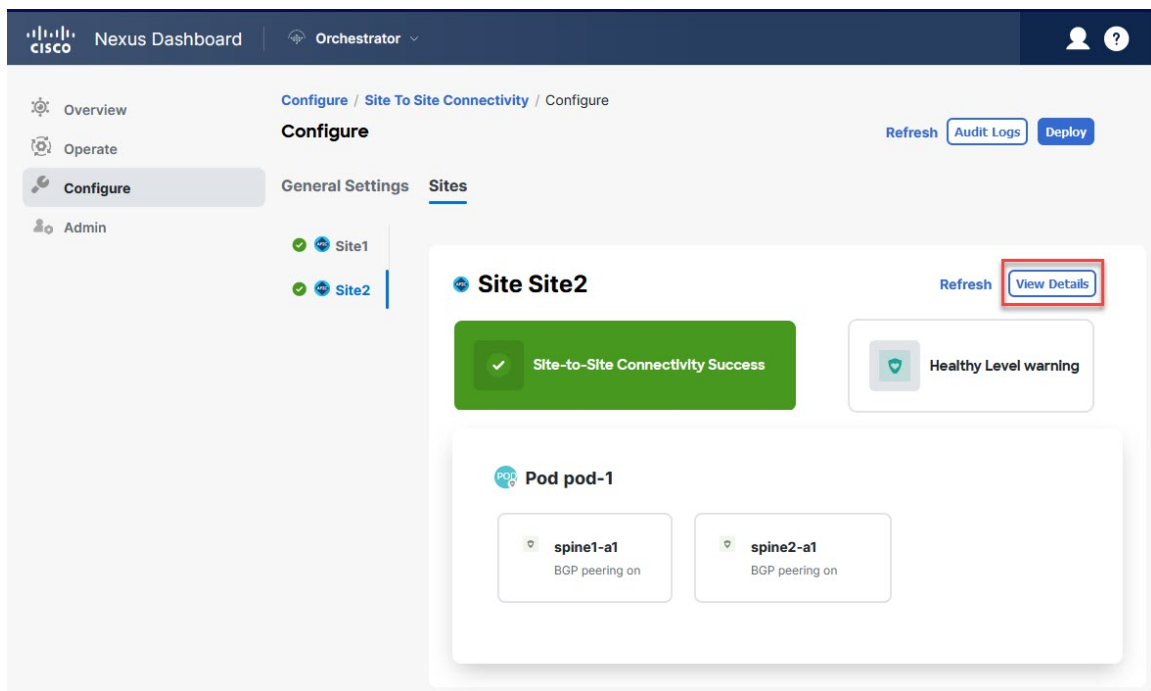 CISCO Nexus Dashboard Orchestrator ?
Overview
Operate
Configure
Admin
Configure / Site To Site Connectivity / Configure
Configure
Refresh Audit Logs Deploy
General Settings Sites
Site1
Site2
Site Site2
Refresh View Details
Site-to-Site Connectivity Success
Healthy Level warning
POD Pod pod-1
spine1-a1
BGP peering on
spine2-a1
BGP peering on